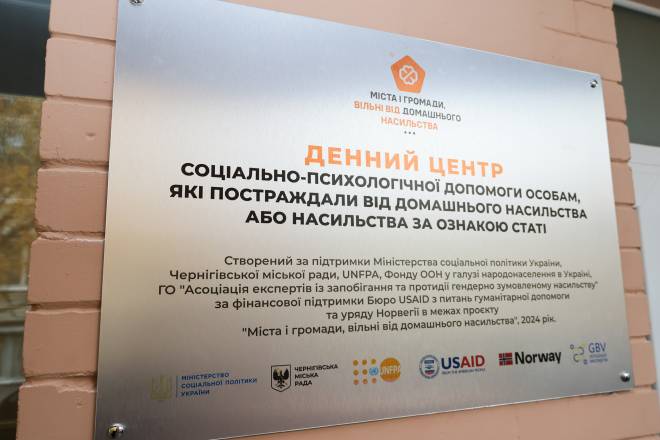 МІСТА І ГРОМАДИ,
ВІЛЬНІ ВІД ДОМАШНЬОГО
НАСИЛЬСТВА
ДЕННИЙ ЦЕНТР
СОЦІАЛЬНО-ПСИХОЛОГІЧНОЇ ДОПОМОГИ ОСОБАМ,
ЯКІ ПОСТРАЖДАЛИ ВІД ДОМАШНЬОГО НАСИЛЬСТВА
АБО НАСИЛЬСТВА ЗА ОЗНАКОЮ СТАТІ
Створений за підтримки Міністерства соціальної політики України,
Чернігівської міської ради, UNFPA, Фонду ООН у галузі народонаселення в Україні,
ГО "Асоціація експертів із запобігання та протидії гендерно зумовленому насильству"
за фінансової підтримки Бюро USAID з питань гуманітарної допомоги
та уряду Норвегії в межах проєкту
"Міста і громади, вільні від домашнього насильства", 2024 рік.
МІНІСТЕРСТВО
СОЦІАЛЬНОЇ ПОЛІТИКИ
УКРАЇНИ
ЧЕРНІГІВСЬКА
МІСЬКА
РАДА
UNFPA
USAID
FROM THE AMERICAN PEOPLE
Norway
GBV